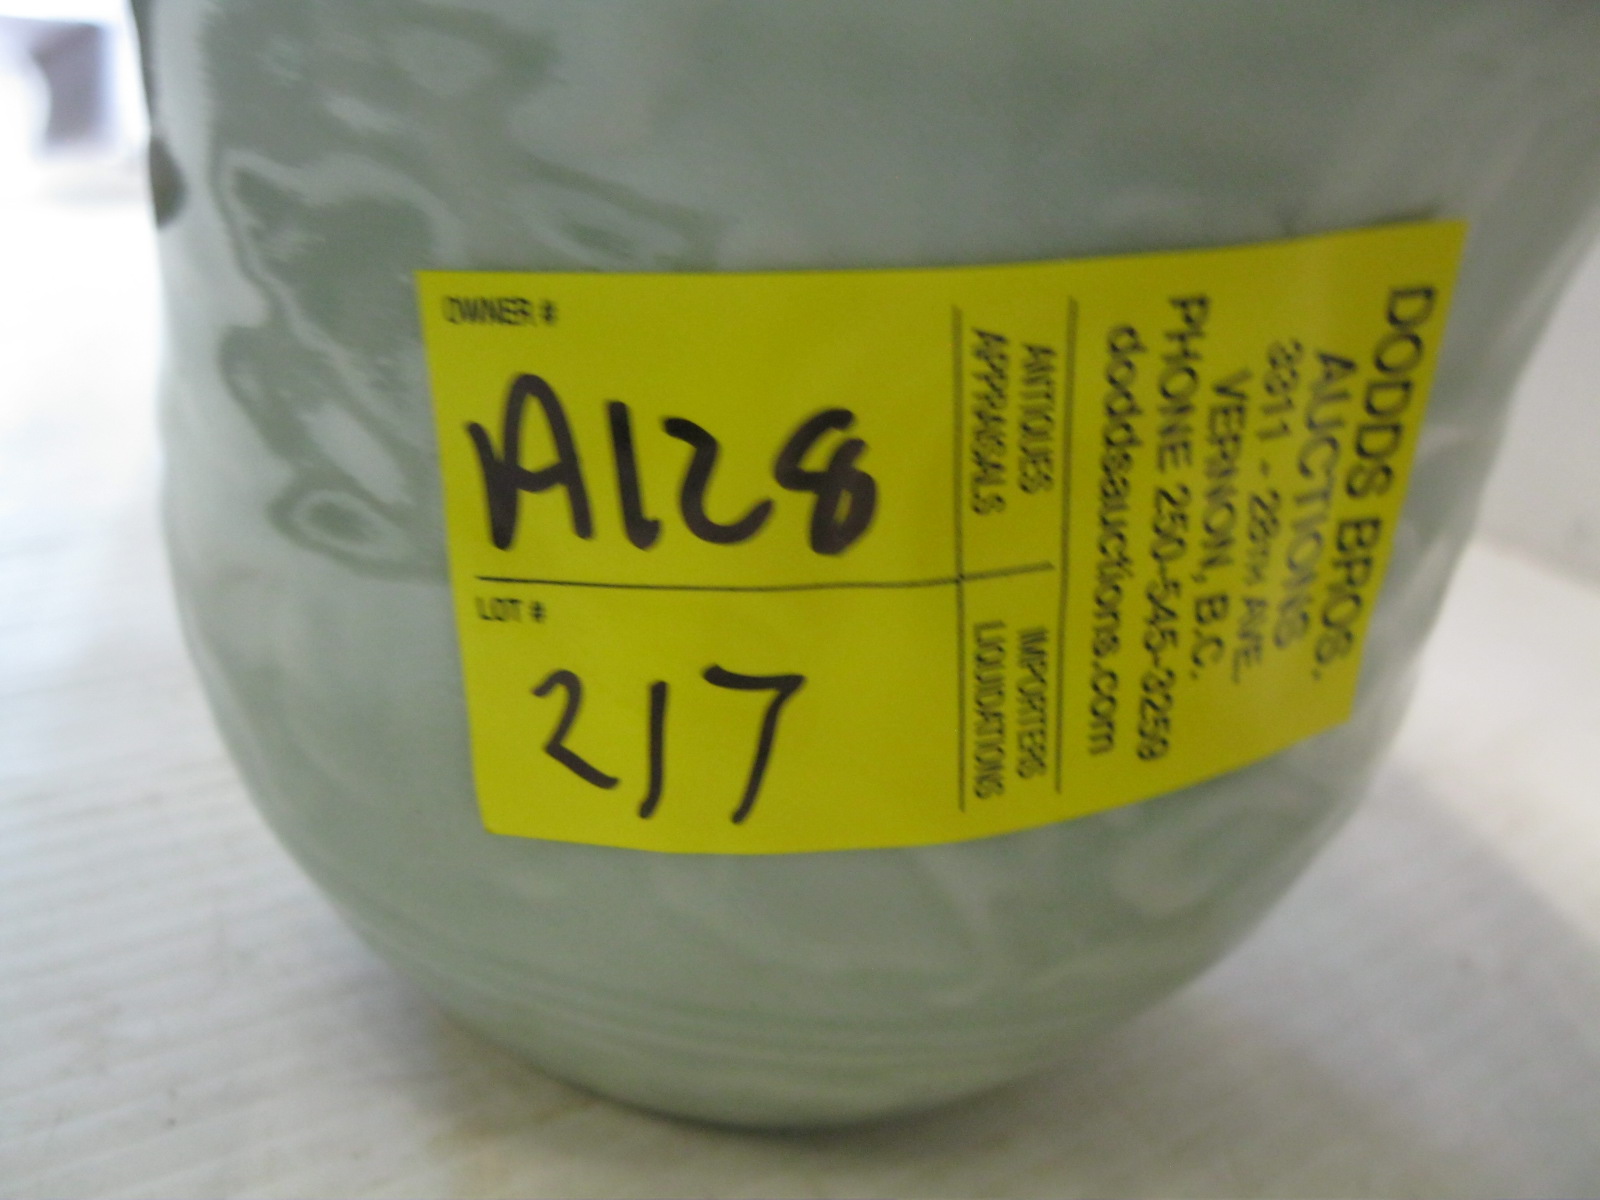 OWNER #
A128
LOT #
217
ANTIQUES
APPRAISALS
IMPORTERS
LIQUIDATIONS
DODDS BROS.
AUCTIONS
3311 - 28TH AVE.
VERNON, B.C.
PHONE 250-545-3259
doddsauctions.com